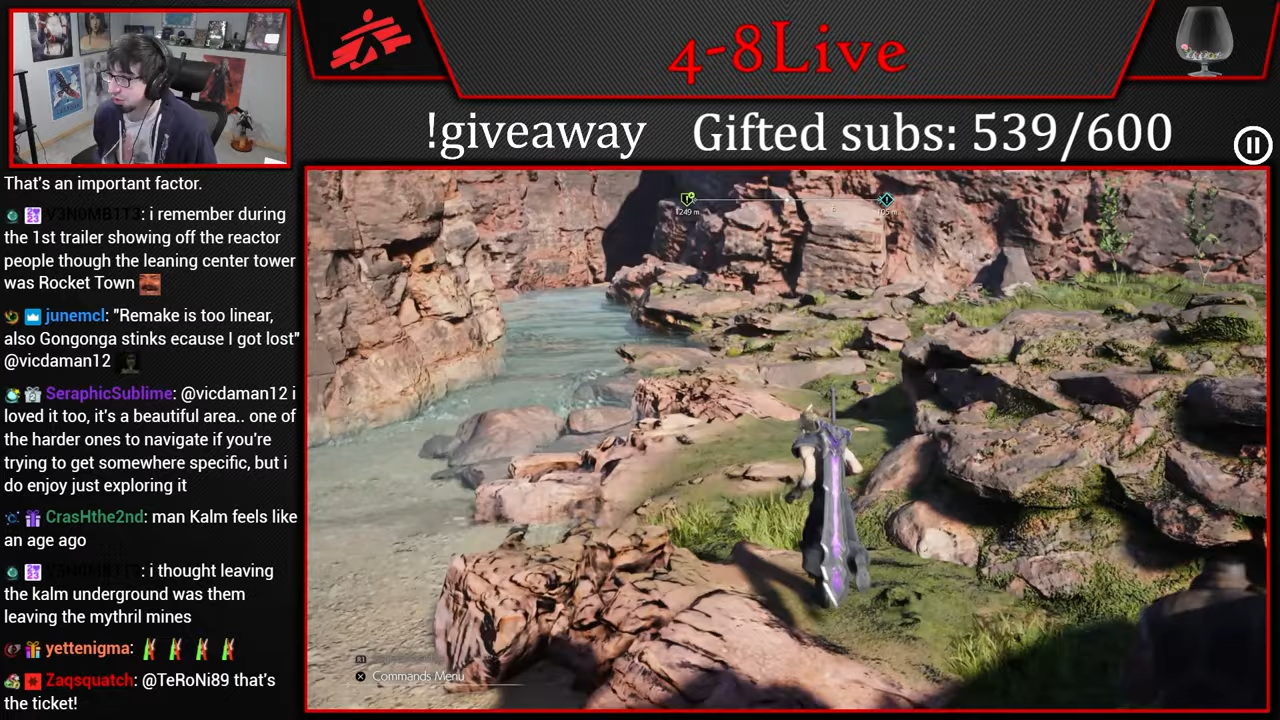 4-8Live
!giveaway Gifted subs: 539/600
That's an important factor.
V3N0MB1T3: i remember during
the 1st trailer showing off the reactor
people though the leaning center tower
was Rocket Town
junemcl: "Remake is too linear,
also Gongonga stinks ecause I got lost"
@vicdaman12
SeraphicSublime: @vicdaman12 i
loved it too, it's a beautiful area.. one of
the harder ones to navigate if you're
trying to get somewhere specific, but i
do enjoy just exploring it
CrasHthe2nd: man Kalm feels like
an age ago
: i thought leaving
the kalm underground was them
leaving the mythril mines
yettenigma:
Zaqsquatch: @TeRoNi89 that's
the ticket!
R1
Commands Menu